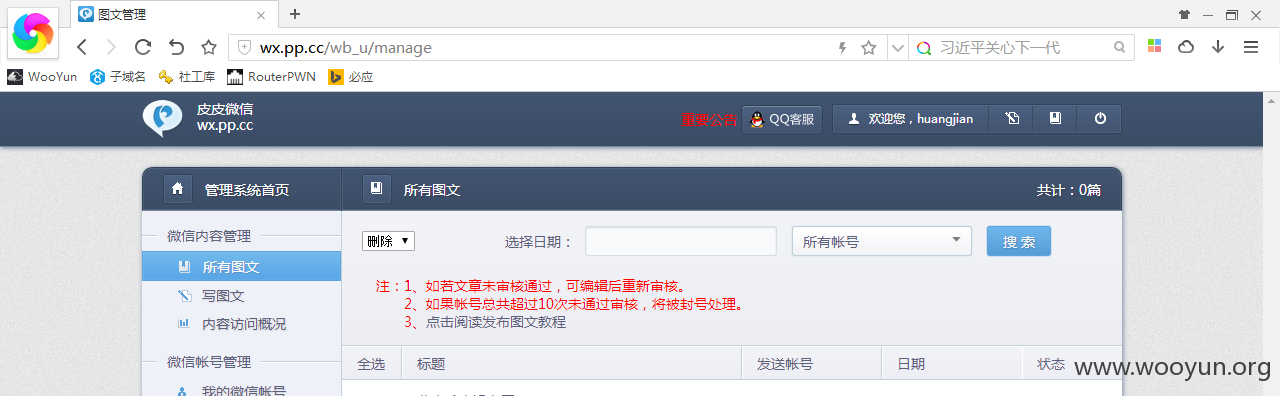 图文管理
wx.pp.cc/wb_u/manage
习近平关心下一代
WooYun 子域名 社工库 RouterPWN 必应
皮皮微信
wx.pp.cc
重要公告 QQ客服 欢迎您，huangjian
管理系统首页 所有图文 共计：0篇
微信内容管理
删除 选择日期： 所有帐号 搜 索
所有图文
写图文
内容访问概况
注：1、如若文章未审核通过，可编辑后重新审核。
2、如果帐号总共超过10次未通过审核，将被封号处理。
3、点击阅读发布图文教程
微信帐号管理
全选 标题 发送帐号 日期 状态
www.wooyun.org
我的微信帐号